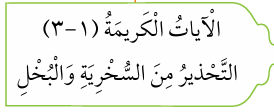 الْآيَاتُ الْكَرِيمَةُ (١-٣)
التَّحْذِيرُ مِنَ السُّخْرِيَةِ وَالْبُخْلِ